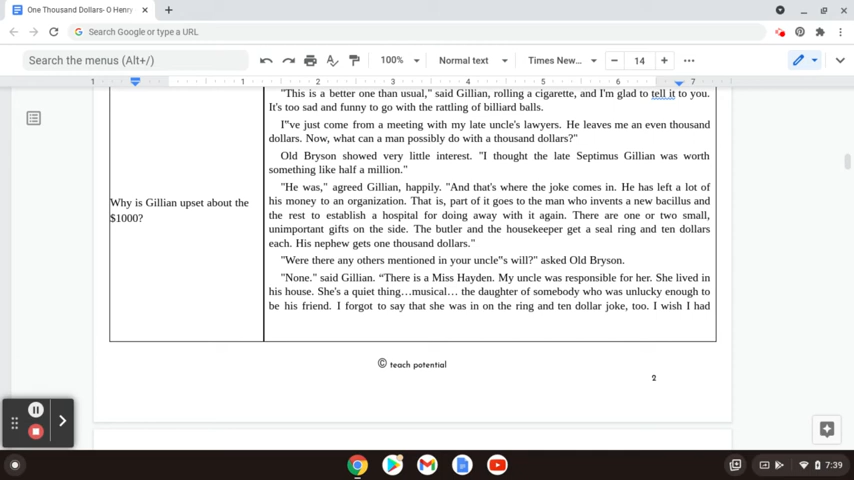 One Thousand Dollars- O Henry
Search Google or type a URL
Search the menus (Alt+/)
100%
Normal text
Times New...
14
1 1 2 3 4 5 6 7
"This is a better one than usual," said Gillian, rolling a cigarette, and I'm glad to tell it to you.
It's too sad and funny to go with the rattling of billiard balls.
I"ve just come from a meeting with my late uncle's lawyers. He leaves me an even thousand
dollars. Now, what can a man possibly do with a thousand dollars?"
Old Bryson showed very little interest. "I thought the late Septimus Gillian was worth
something like half a million."
Why is Gillian upset about the
$1000?
"He was," agreed Gillian, happily. "And that's where the joke comes in. He has left a lot of
his money to an organization. That is, part of it goes to the man who invents a new bacillus and
the rest to establish a hospital for doing away with it again. There are one or two small,
unimportant gifts on the side. The butler and the housekeeper get a seal ring and ten dollars
each. His nephew gets one thousand dollars."
"Were there any others mentioned in your uncle"s will?" asked Old Bryson.
"None." said Gillian. “There is a Miss Hayden. My uncle was responsible for her. She lived in
his house. She's a quiet thing…musical… the daughter of somebody who was unlucky enough to
be his friend. I forgot to say that she was in on the ring and ten dollar joke, too. I wish I had
© teach potential
2
7:39